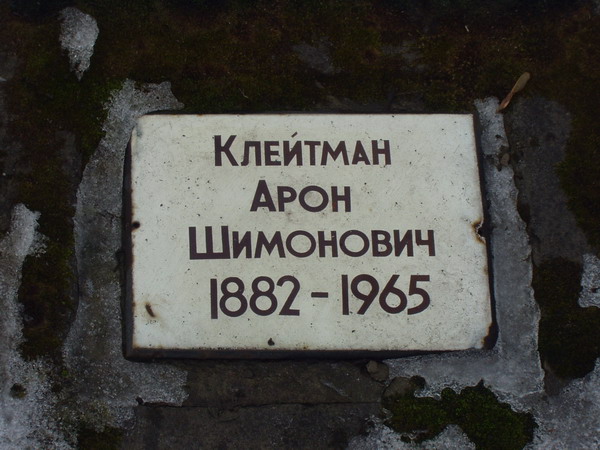 Клейтман
Арон
Шимонович
1882-1965